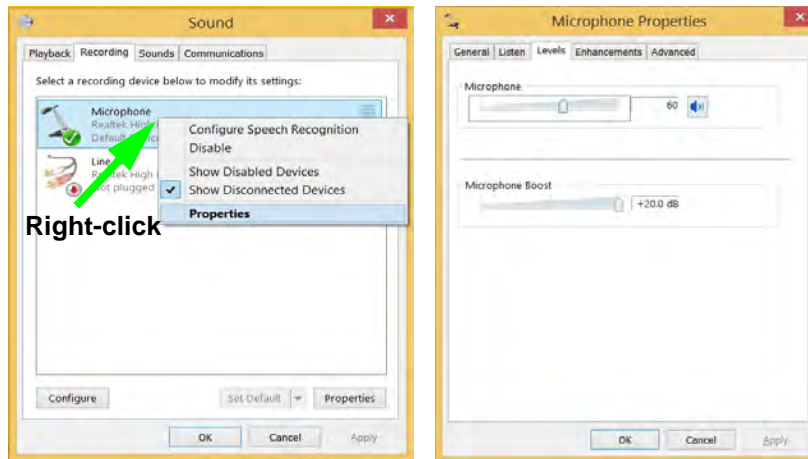 Sound
Playback Recording Sounds Communications
Select a recording device below to modify its settings:
Microphone
Realtek High
Default
Configure Speech Recognition
Disable
Show Disabled Devices
Show Disconnected Devices
Properties
Line
Realtek High
Not plugged
Right-click
Configure
Set Default
Properties
OK Cancel Apply
Microphone Properties
General Listen Levels Enhancements Advanced
Microphone
60
Microphone Boost
+20.0 dB
OK Cancel Apply